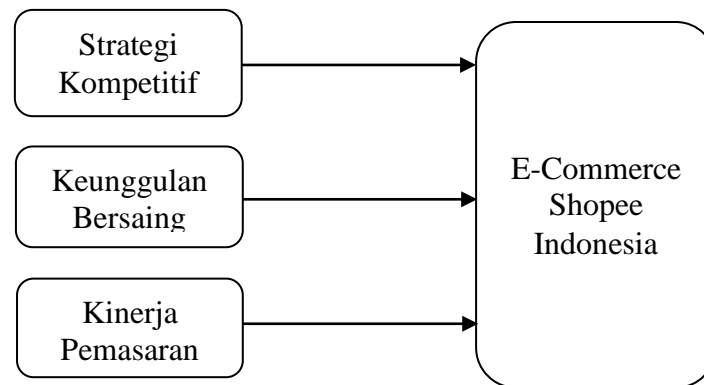 Strategi
Kompetitif
Keunggulan
Bersaing
Kinerja
Pemasaran
E-Commerce
Shopee
Indonesia